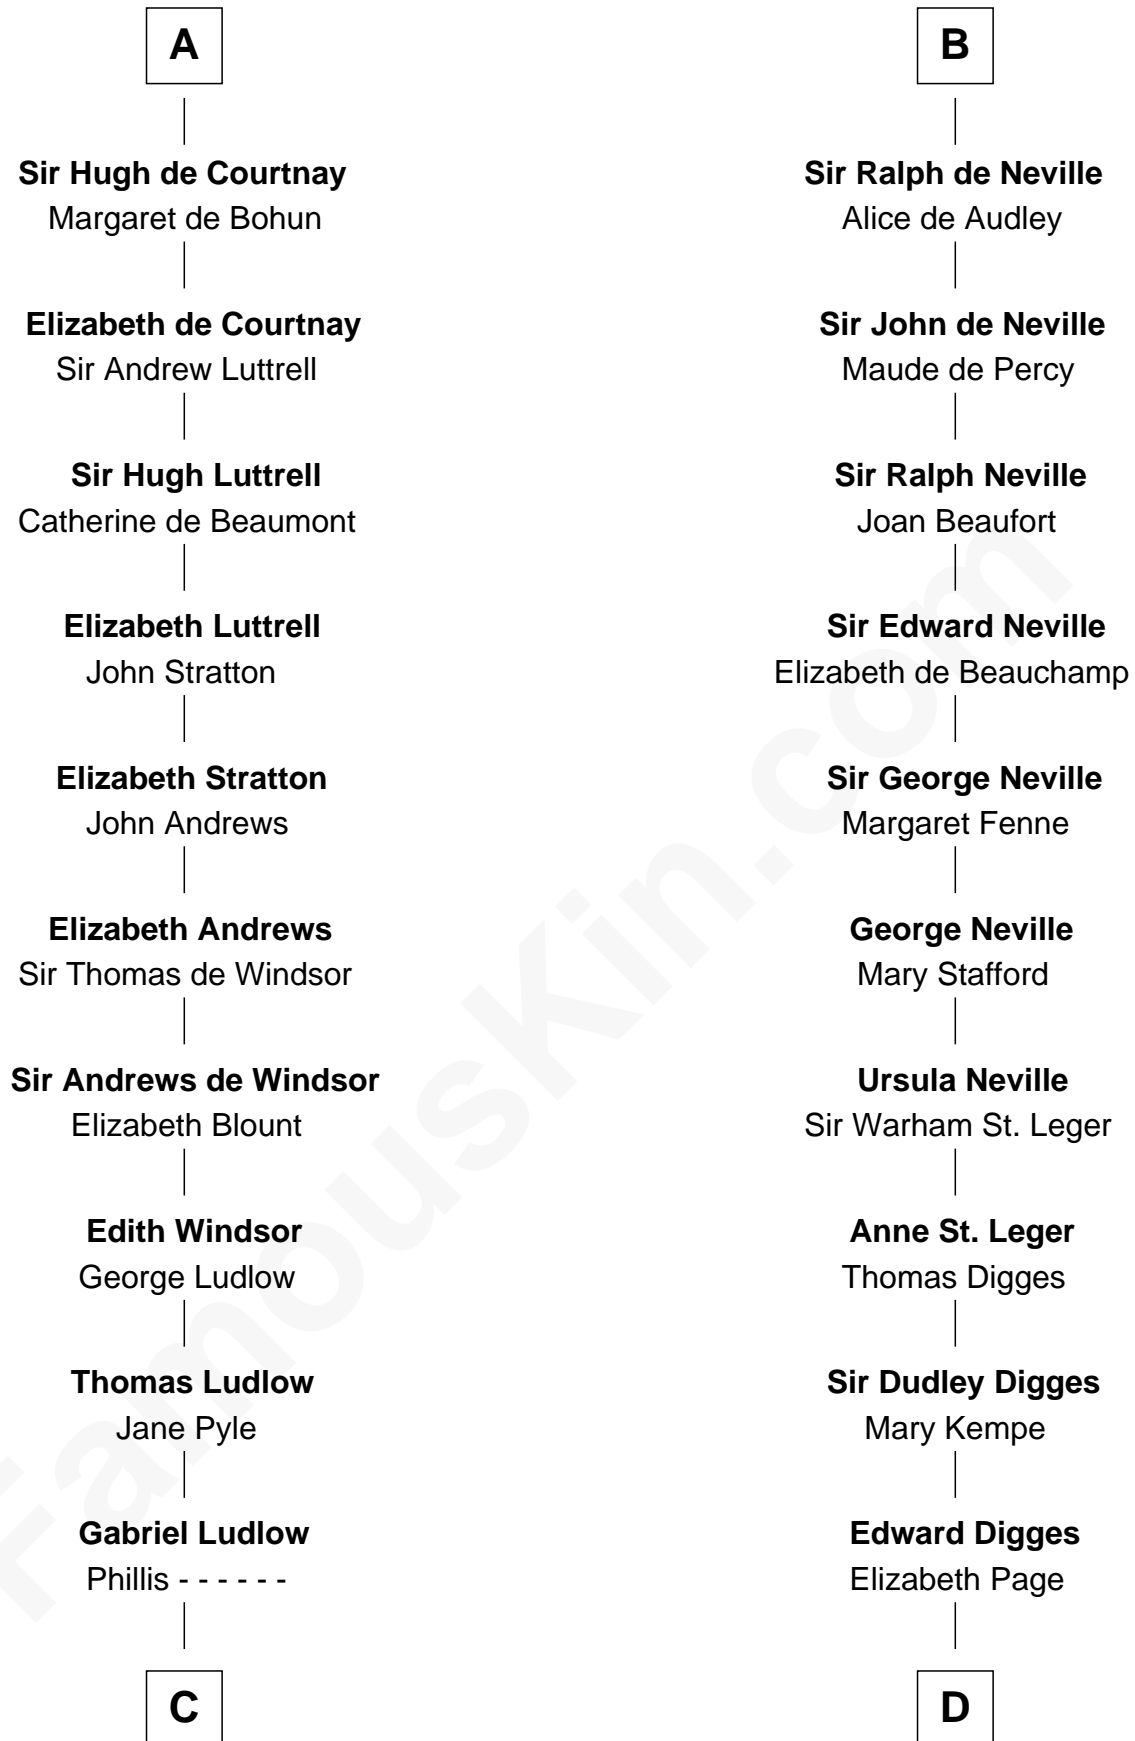 A
Sir Hugh de Courtnay
Margaret de Bohun
Elizabeth de Courtnay
Sir Andrew Luttrell
Sir Hugh Luttrell
Catherine de Beaumont
Elizabeth Luttrell
John Stratton
Elizabeth Stratton
John Andrews
Elizabeth Andrews
Sir Thomas de Windsor
Sir Andrews de Windsor
Elizabeth Blount
Edith Windsor
George Ludlow
Thomas Ludlow
Jane Pyle
Gabriel Ludlow
Phillis - - - - - -
C
B
Sir Ralph de Neville
Alice de Audley
Sir John de Neville
Maude de Percy
Sir Ralph Neville
Joan Beaufort
Sir Edward Neville
Elizabeth de Beauchamp
Sir George Neville
Margaret Fenne
George Neville
Mary Stafford
Ursula Neville
Sir Warham St. Leger
Anne St. Leger
Thomas Digges
Sir Dudley Digges
Mary Kempe
Edward Digges
Elizabeth Page
D
FamousKin.com